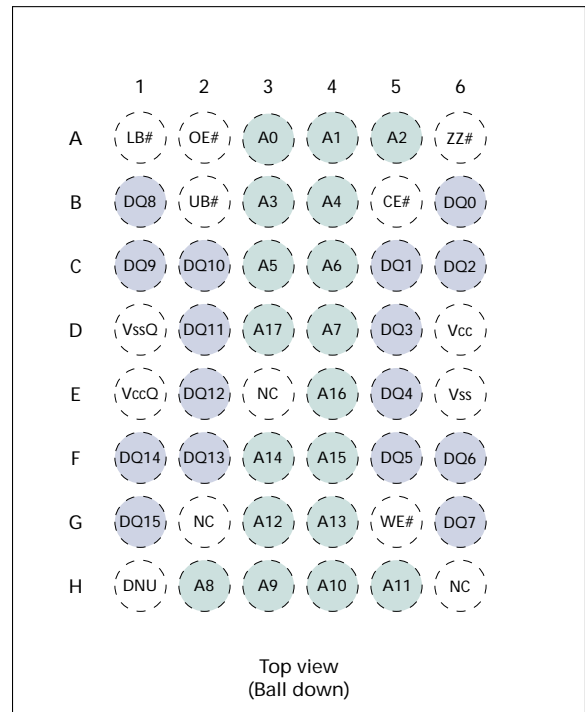 1 2 3 4 5 6
A LB# OE# A0 A1 A2 ZZ#
B DQ8 UB# A3 A4 CE# DQ0
C DQ9 DQ10 A5 A6 DQ1 DQ2
D VssQ DQ11 A17 A7 DQ3 Vcc
E VccQ DQ12 NC A16 DQ4 Vss
F DQ14 DQ13 A14 A15 DQ5 DQ6
G DQ15 NC A12 A13 WE# DQ7
H DNU A8 A9 A10 A11 NC
Top view
(Ball down)